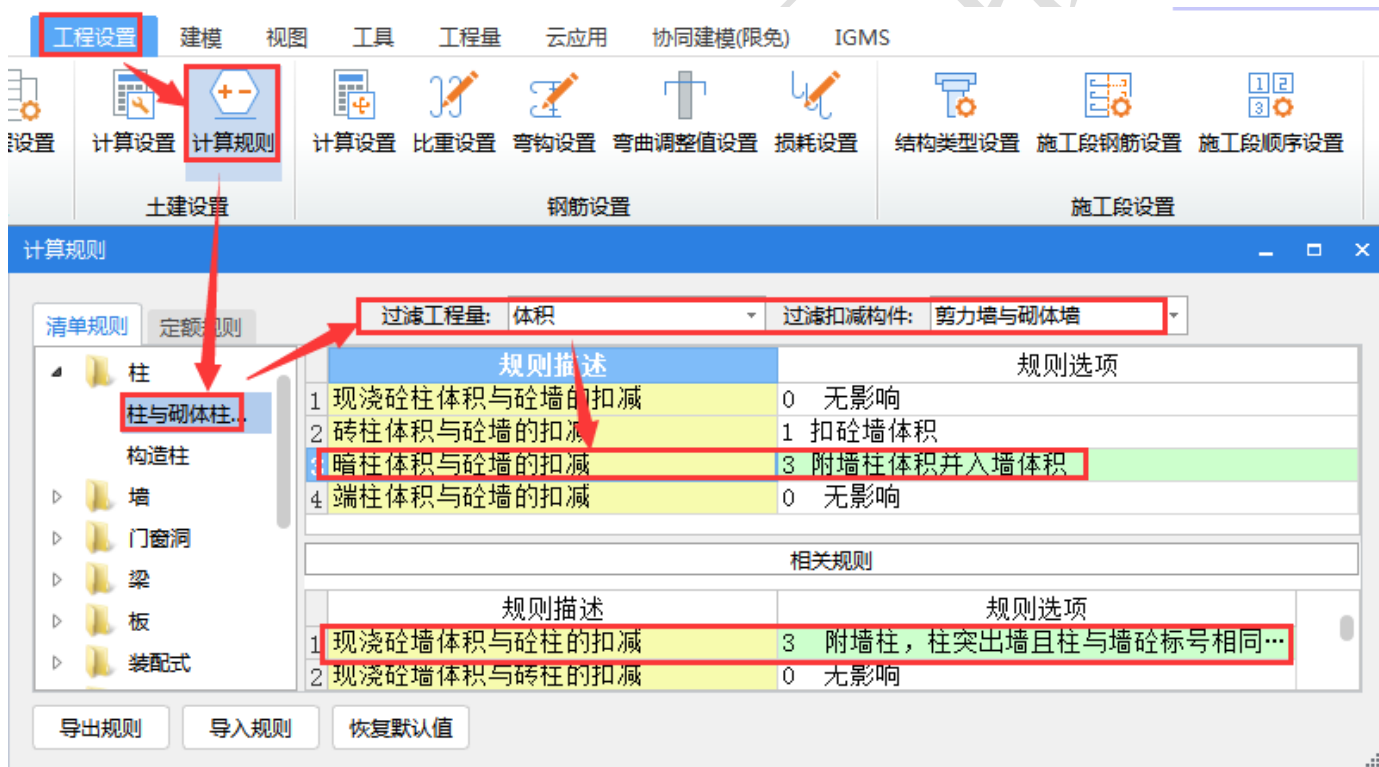 工程设置 建模 视图 工具 工程量 云应用 协同建模(限免) IGMS
设置 计算设置 计算规则 计算设置 比重设置 弯钩设置 弯曲调整值设置 损耗设置 结构类型设置 施工段钢筋设置 施工段顺序设置
土建设置 钢筋设置 施工段设置
计算规则
清单规则 定额规则 过滤工程量: 体积 过滤扣减构件: 剪力墙与砌体墙
柱
柱与砌体柱...
构造柱
墙
门窗洞
梁
板
装配式
规则描述 规则选项
1 现浇砼柱体积与砼墙的扣减 0 无影响
2 砖柱体积与砼墙的扣减 1 扣砼墙体积
3 暗柱体积与砼墙的扣减 3 附墙柱体积并入墙体积
4 端柱体积与砼墙的扣减 0 无影响
相关规则
规则描述 规则选项
1 现浇砼墙体积与砼柱的扣减 3 附墙柱，柱突出墙且柱与墙砼标号相同…
2 现浇砼墙体积与砖柱的扣减 0 无影响
导出规则 导入规则 恢复默认值